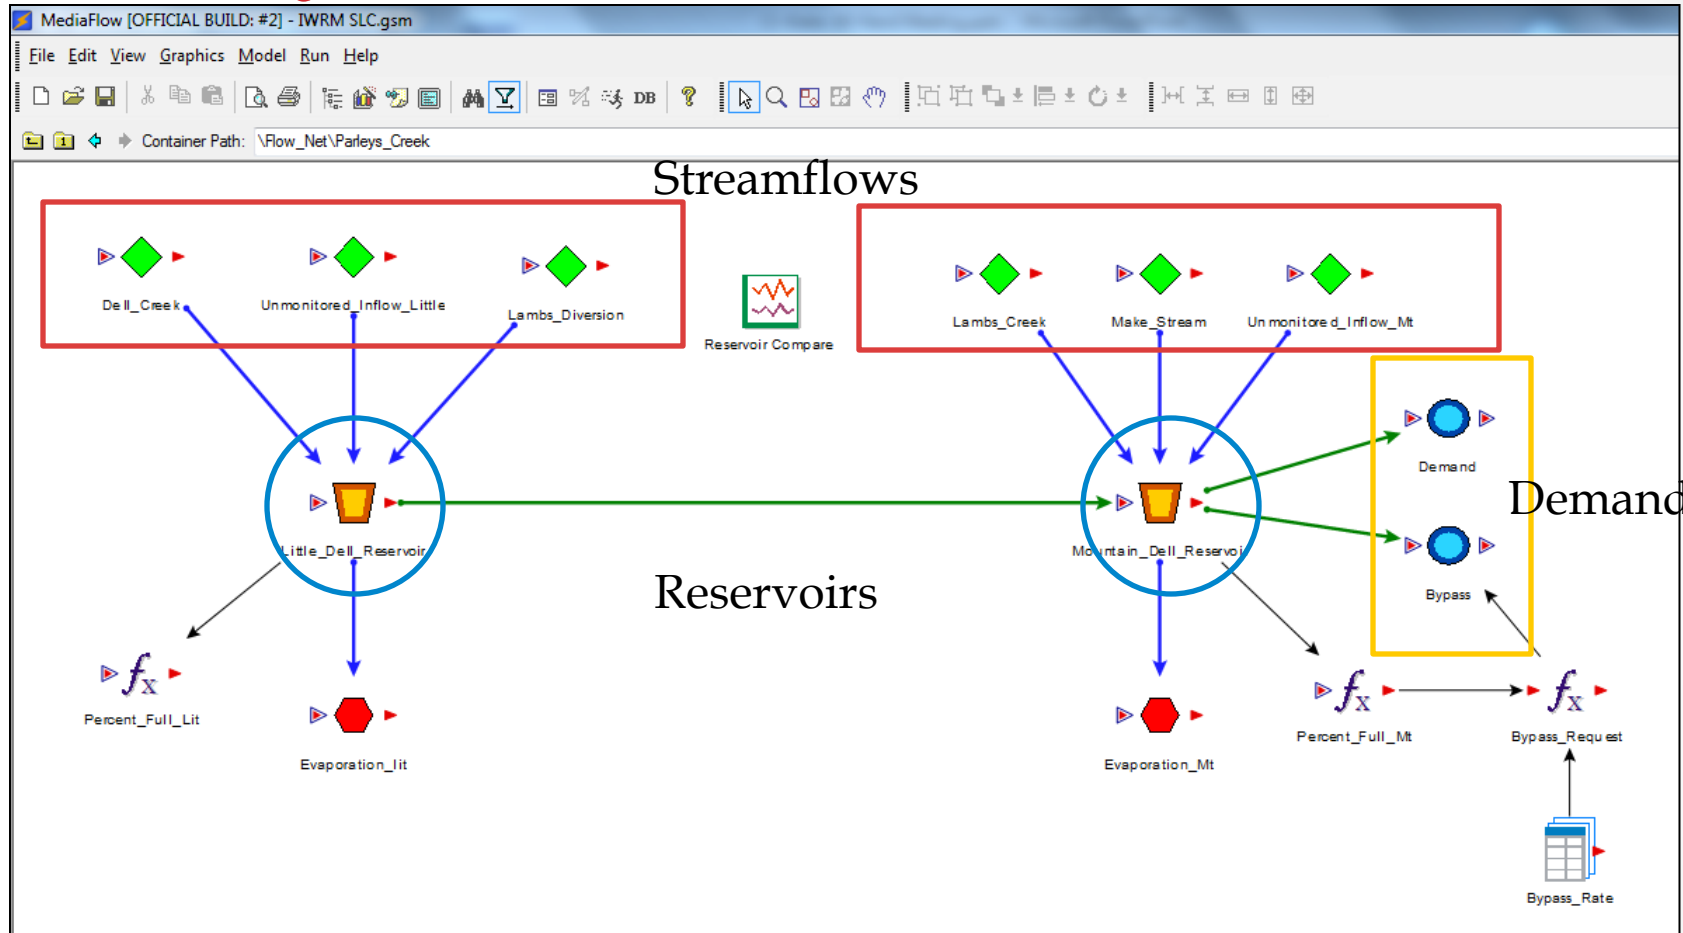 MediaFlow [OFFICIAL BUILD: #2] - IWRM SLC.gsm
File Edit View Graphics Model Run Help
DB
Container Path: \Flow_Net\Parleys_Creek
Streamflows
Dell_Creek
Unmonitored_Inflow_Little
Lambs_Diversion
Reservoir Compare
Lambs_Creek
Make_Stream
Unmonitored_Inflow_Mt
Demand
Demand
Little_Dell_Reservoir
Mountain_Dell_Reservoir
Reservoirs
Bypass
Percent_Full_Lit
Evaporation_lit
Evaporation_Mt
Percent_Full_Mt
Bypass_Request
Bypass_Rate